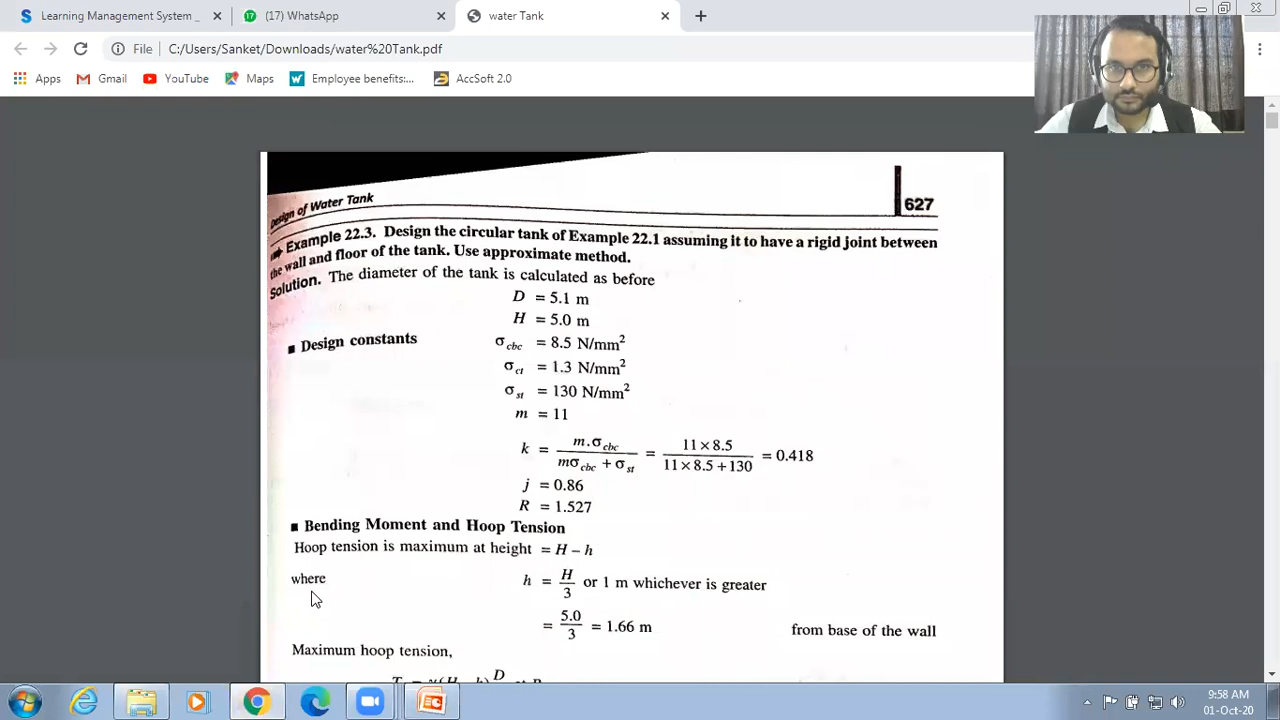 Learning Management System
(17) WhatsApp
water Tank
File
C:/Users/Sanket/Downloads/water%20Tank.pdf
Apps
Gmail
YouTube
Maps
Employee benefits:...
AccSoft 2.0
Design of Water Tank
627
Example 22.3. Design the circular tank of Example 22.1 assuming it to have a rigid joint between
the wall and floor of the tank. Use approximate method.
Solution. The diameter of the tank is calculated as before
D = 5.1 m
H = 5.0 m
■ Design constants σcbc = 8.5 N/mm²
σct = 1.3 N/mm²
σst = 130 N/mm²
m = 11
k = m.σcbc / mσcbc + σst = 11×8.5 / 11×8.5+130 = 0.418
j = 0.86
R = 1.527
■ Bending Moment and Hoop Tension
Hoop tension is maximum at height = H – h
where h = H/3 or 1 m whichever is greater
= 5.0/3 = 1.66 m from base of the wall
Maximum hoop tension,
9:58 AM
01-Oct-20